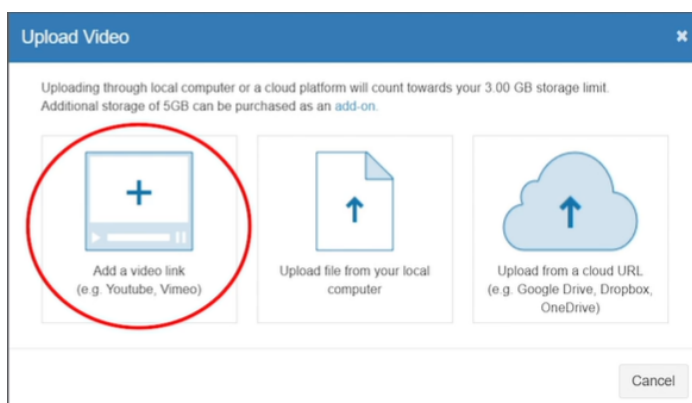 Upload Video
Uploading through local computer or a cloud platform will count towards your 3.00 GB storage limit.
Additional storage of 5GB can be purchased as an add-on.
Add a video link
(e.g. Youtube, Vimeo)
Upload file from your local
computer
Upload from a cloud URL
(e.g. Google Drive, Dropbox,
OneDrive)
Cancel